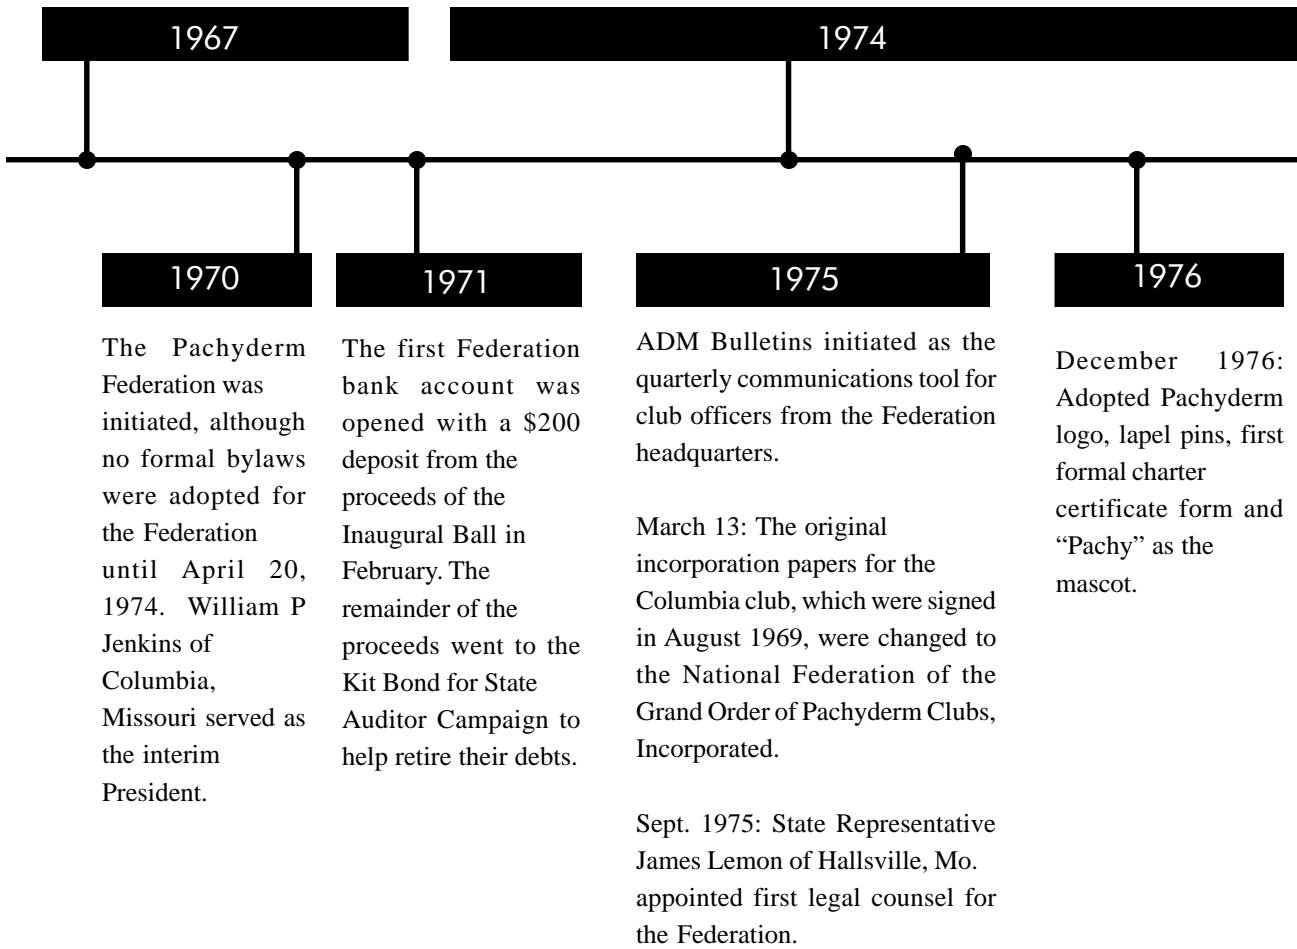 1967
1974
1970
The Pachyderm
Federation was
initiated, although
no formal bylaws
were adopted for
the Federation
until April 20,
1974. William P
Jenkins of
Columbia,
Missouri served as
the interim
President.
1971
The first Federation
bank account was
opened with a $200
deposit from the
proceeds of the
Inaugural Ball in
February. The
remainder of the
proceeds went to the
Kit Bond for State
Auditor Campaign to
help retire their debts.
1975
ADM Bulletins initiated as the
quarterly communications tool for
club officers from the Federation
headquarters.
March 13: The original
incorporation papers for the
Columbia club, which were signed
in August 1969, were changed to
the National Federation of the
Grand Order of Pachyderm Clubs,
Incorporated.
Sept. 1975: State Representative
James Lemon of Hallsville, Mo.
appointed first legal counsel for
the Federation.
1976
December 1976:
Adopted Pachyderm
logo, lapel pins, first
formal charter
certificate form and
“Pachy” as the
mascot.